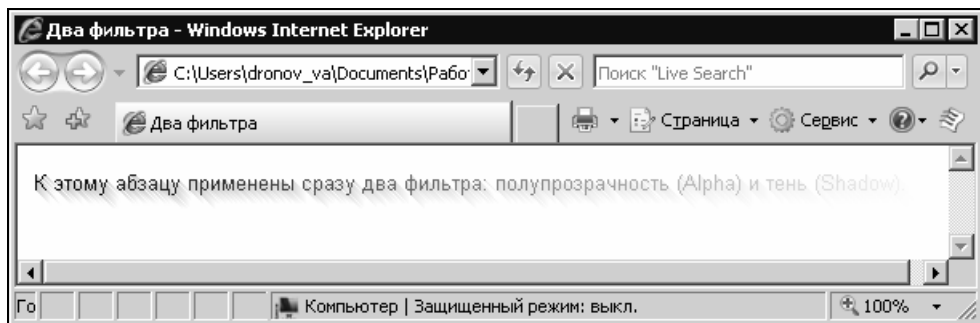 Два фильтра - Windows Internet Explorer
C:\Users\dronov_va\Documents\Рабо
Поиск "Live Search"
Два фильтра
Страница
Сервис
К этому абзацу применены сразу два фильтра: полупрозрачность (Alpha) и тень (Shadow).
Го
Компьютер | Защищенный режим: выкл.
100%